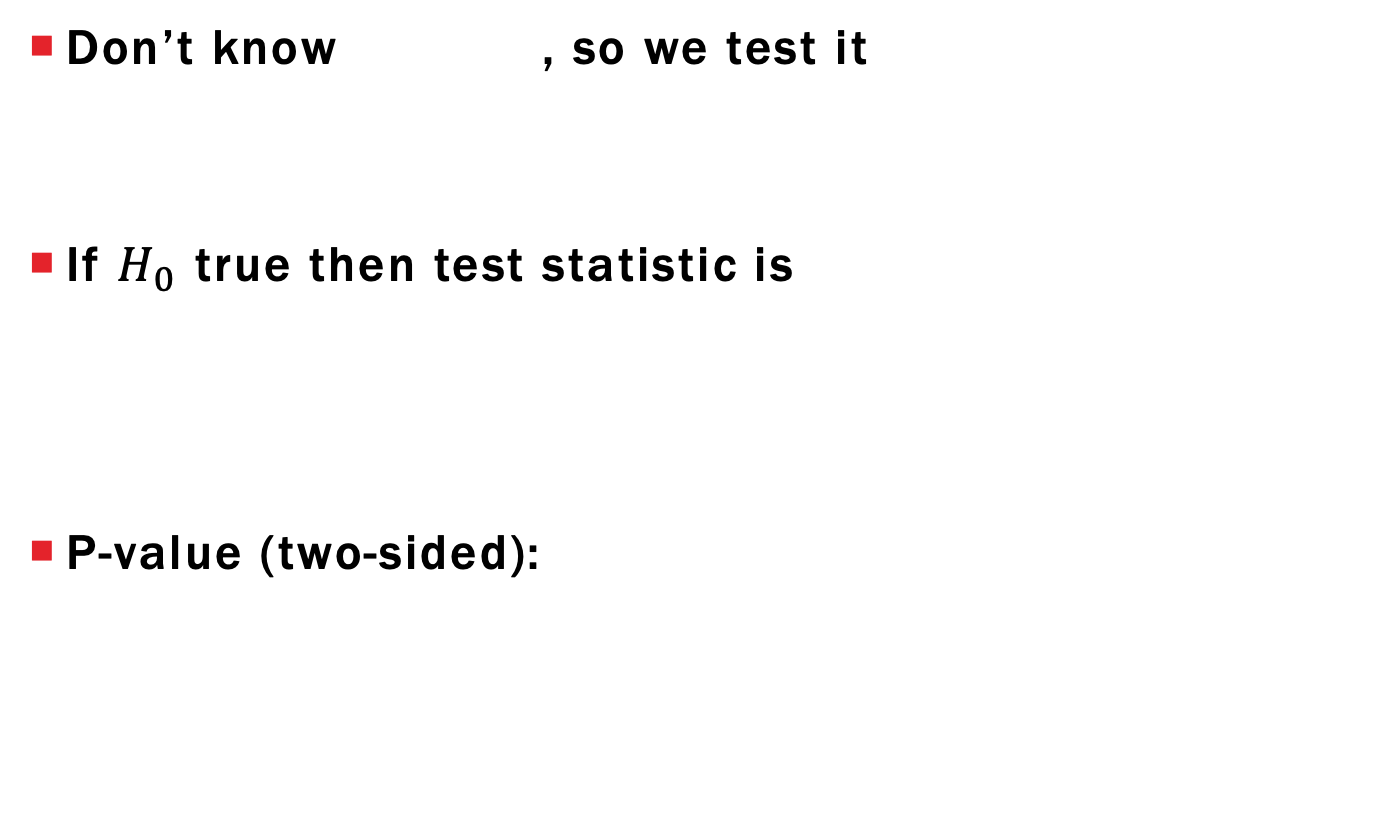 Don’t know , so we test it
If H₀ true then test statistic is
P-value (two-sided):